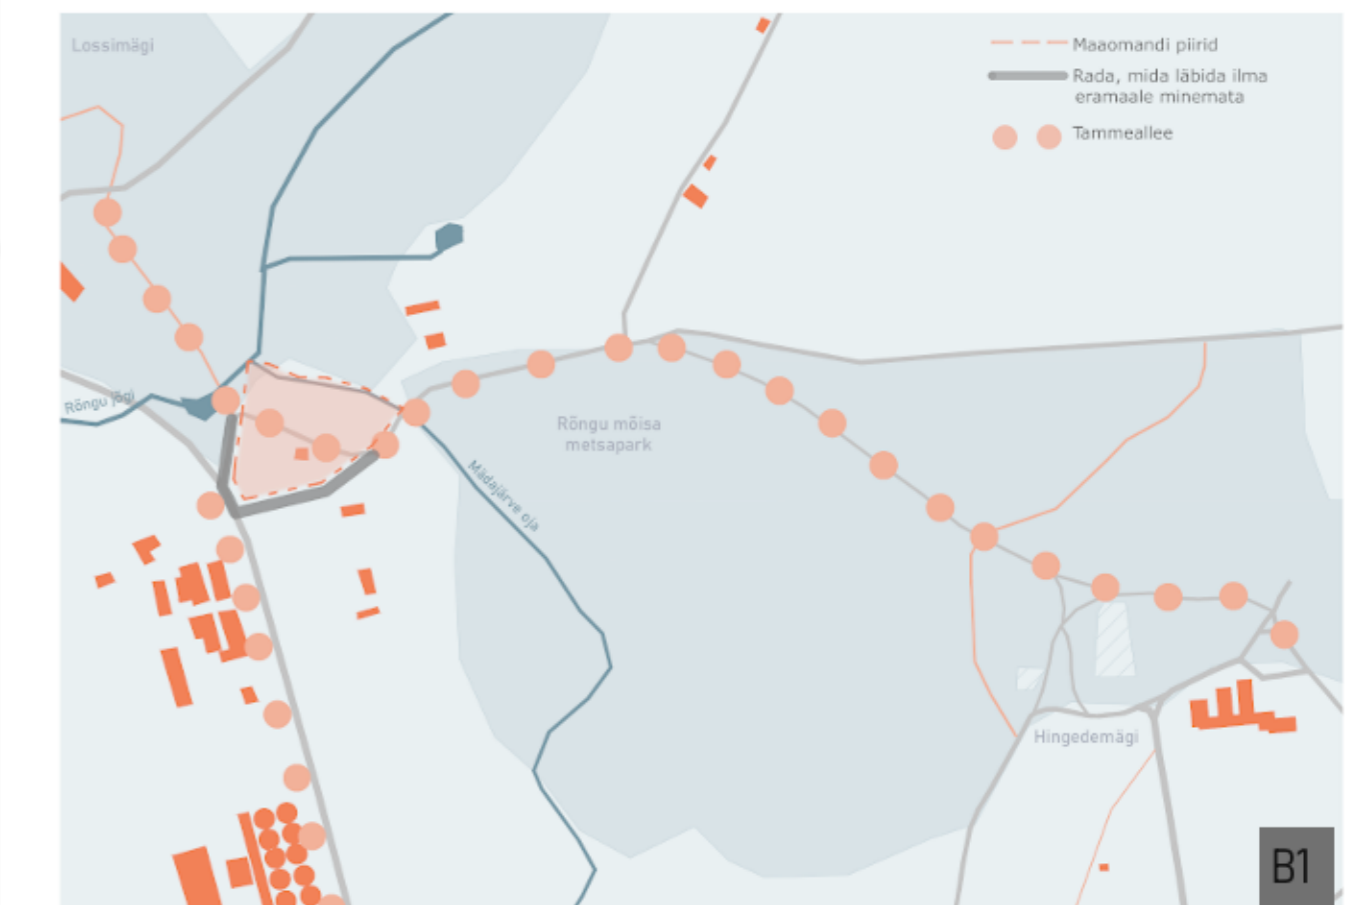 Lossimägi
Maaomandi piirid
Rada, mida läbida ilma
eramaale minemata
Tammeallee
Rõngu jõgi
Rõngu mõisa
metsapark
Mädajärve oja
Hingedemägi
B1